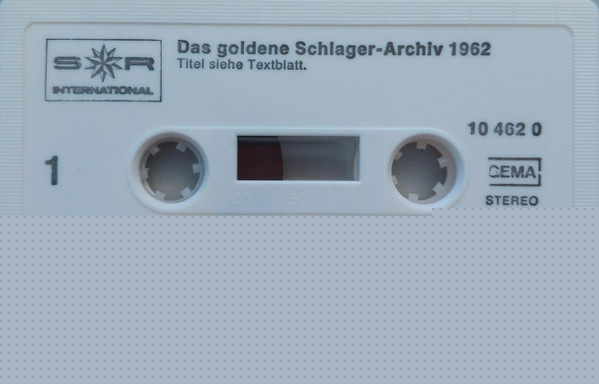 S R
INTERNATIONAL
Das goldene Schlager-Archiv 1962
Titel siehe Textblatt.
10 462 0
1
GEMA
STEREO